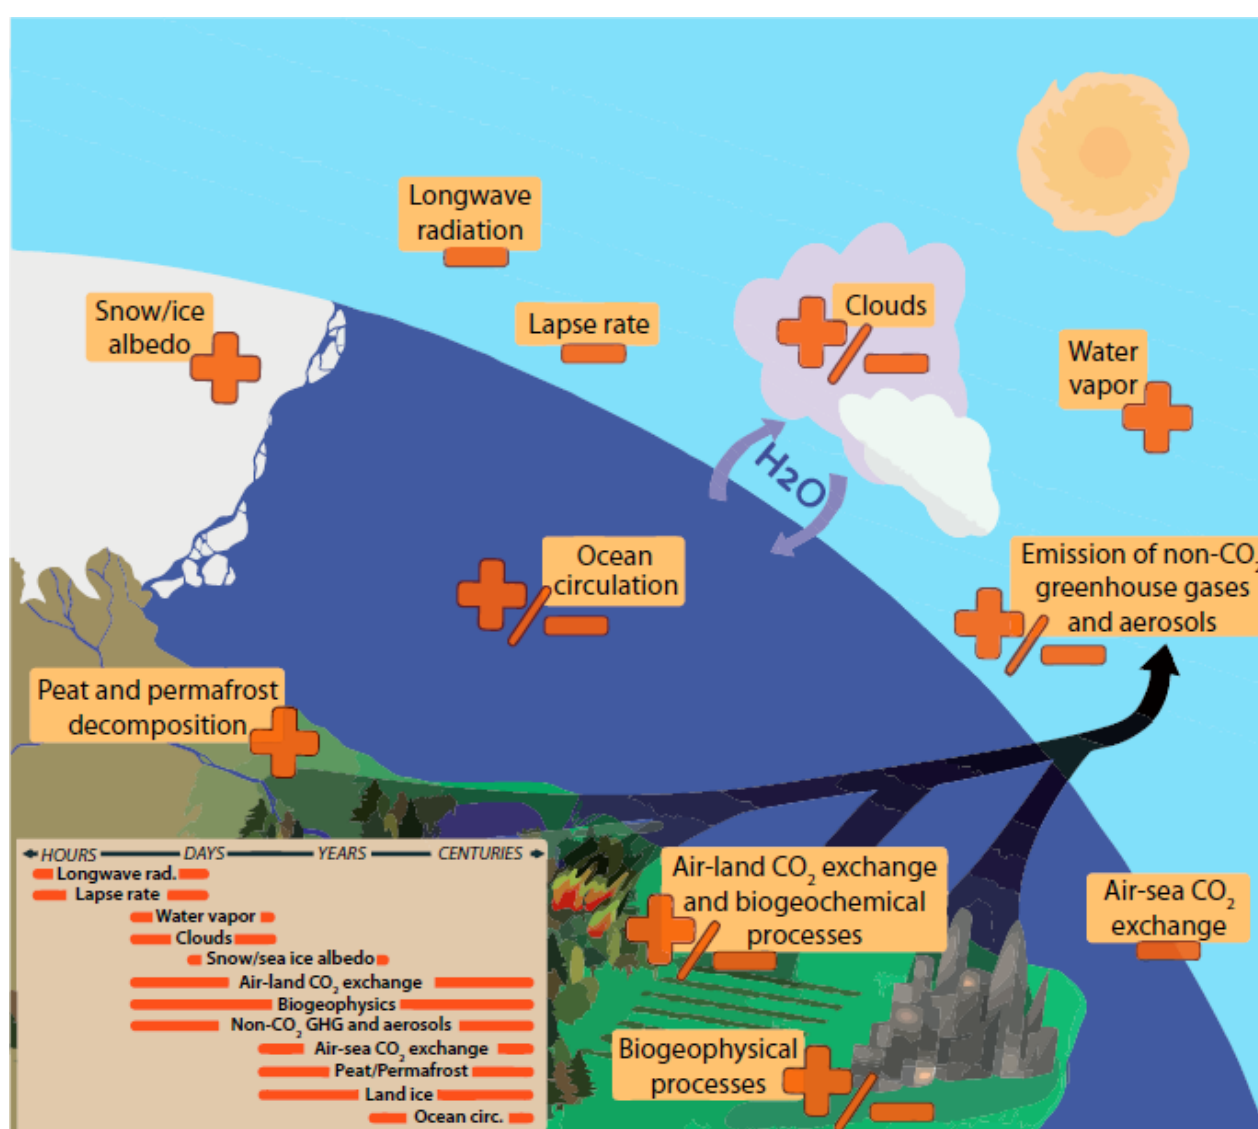 Longwave
radiation
Snow/ice
albedo
Lapse rate
Clouds
Water
vapor
H2O
Ocean
circulation
Emission of non-CO₂
greenhouse gases
and aerosols
Peat and permafrost
decomposition
Air-land CO₂ exchange
and biogeochemical
processes
Air-sea CO₂
exchange
Biogeophysical
processes
HOURS DAYS YEARS CENTURIES
Longwave rad.
Lapse rate
Water vapor
Clouds
Snow/sea ice albedo
Air-land CO₂ exchange
Biogeophysics
Non-CO₂ GHG and aerosols
Air-sea CO₂ exchange
Peat/Permafrost
Land ice
Ocean circ.